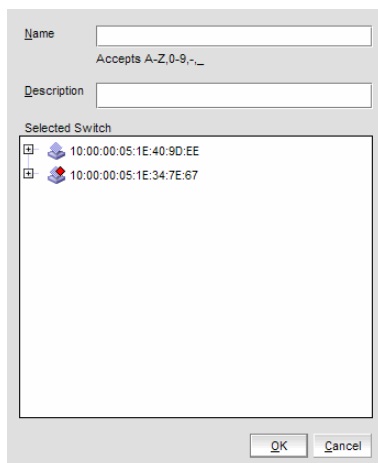 Name
Accepts A-Z,0-9,-,_
Description
Selected Switch
10:00:00:05:1E:40:9D:EE
10:00:00:05:1E:34:7E:67
OK Cancel